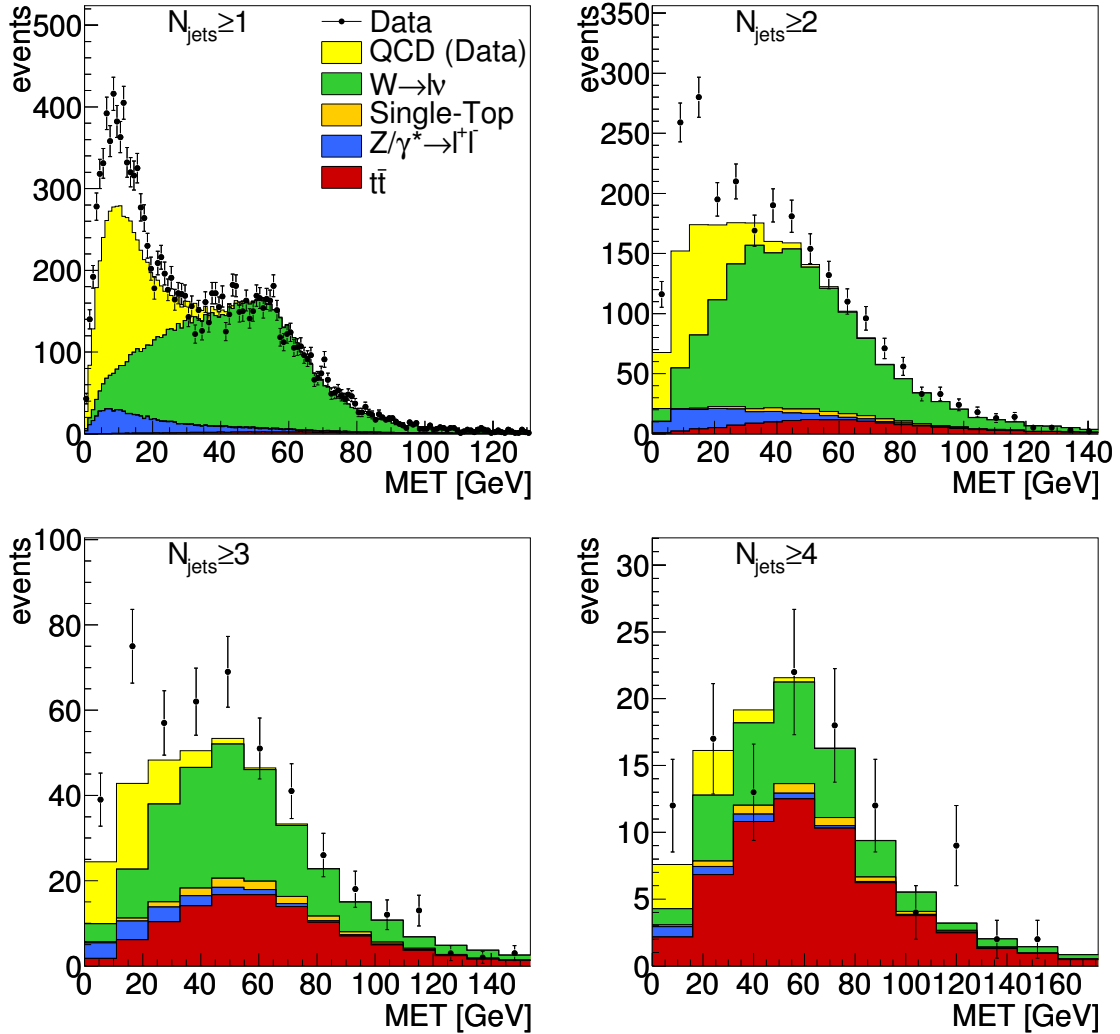 N_jets≥1
Data
QCD (Data)
W→lν
Single-Top
Z/γ*→l⁺l⁻
tt̄
events
500
400
300
200
100
0
0 20 40 60 80 100 120
MET [GeV]
N_jets≥2
events
350
300
250
200
150
100
50
0
0 20 40 60 80 100 120 140
MET [GeV]
N_jets≥3
events
100
80
60
40
20
0
0 20 40 60 80 100 120 140
MET [GeV]
N_jets≥4
events
30
25
20
15
10
5
0
0 20 40 60 80 100 120 140 160
MET [GeV]